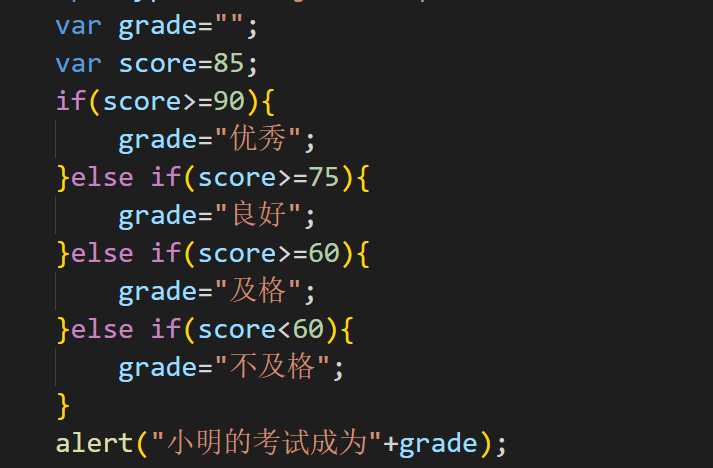 var grade="";
var score=85;
if(score>=90){
grade="优秀";
}else if(score>=75){
grade="良好";
}else if(score>=60){
grade="及格";
}else if(score<60){
grade="不及格";
}
alert("小明的考试成为"+grade);